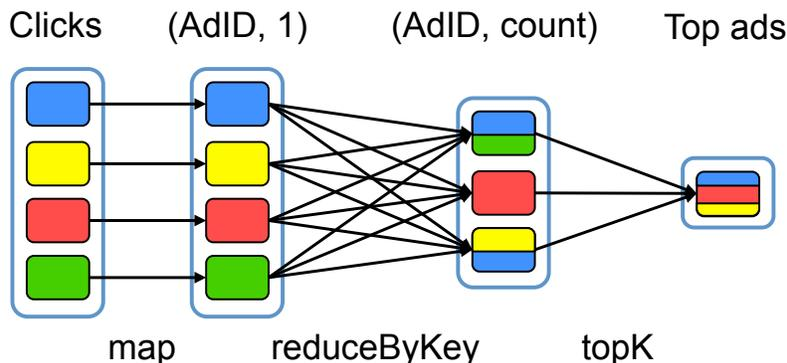 Clicks
(AdID, 1)
(AdID, count)
Top ads
map
reduceByKey
topK